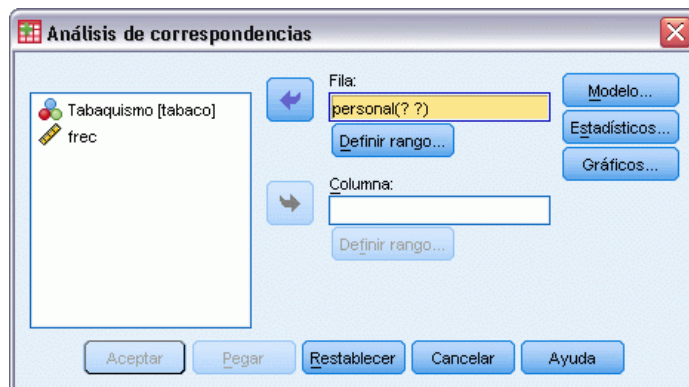 Análisis de correspondencias
Tabaquismo [tabaco]
frec
Fila:
personal(? ?)
Definir rango...
Columna:
Definir rango...
Modelo...
Estadísticos...
Gráficos...
Aceptar
Pegar
Restablecer
Cancelar
Ayuda